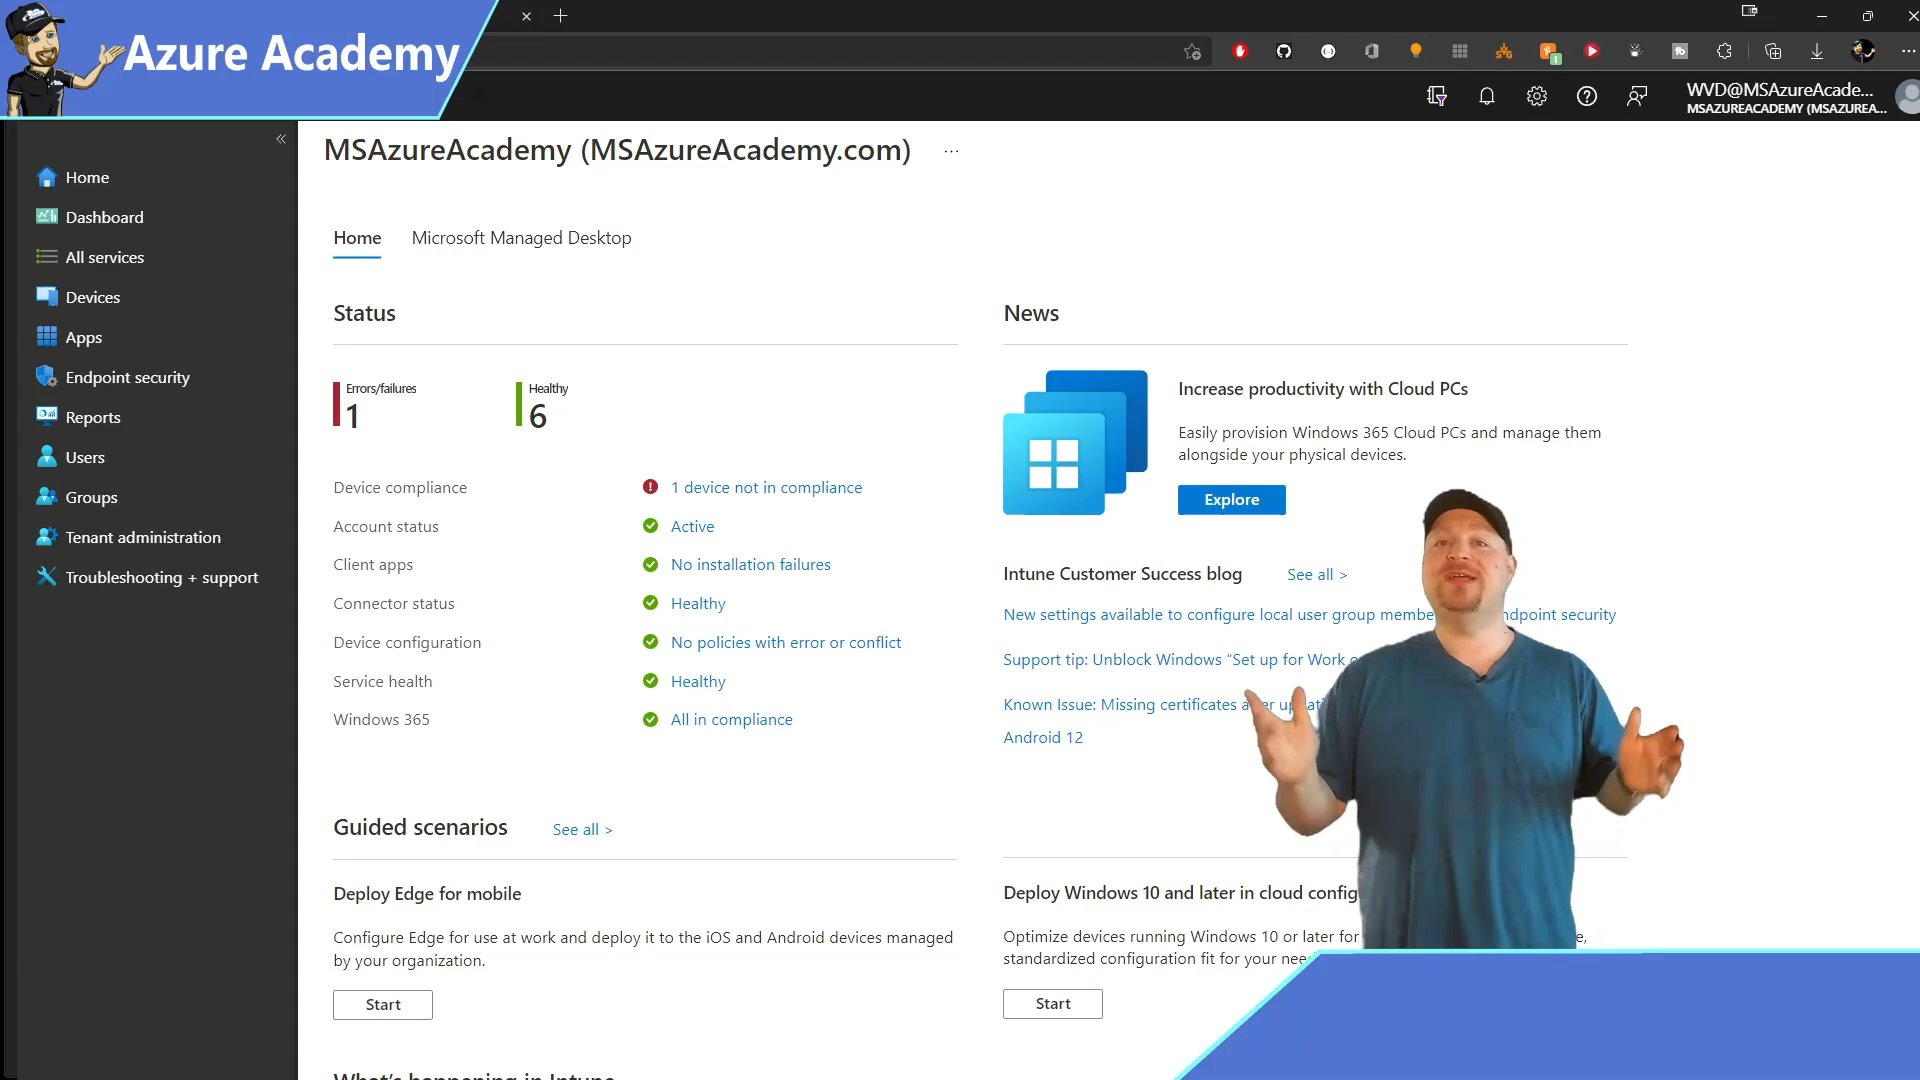 Azure Academy
WVD@MSAzureAcade...
MSAZUREACADEMY (MSAZUREA...
MSAzureAcademy (MSAzureAcademy.com)
...
Home
Dashboard
All services
Devices
Apps
Endpoint security
Reports
Users
Groups
Tenant administration
Troubleshooting + support
Home
Microsoft Managed Desktop
Status
Errors/failures
1
Healthy
6
Device compliance
1 device not in compliance
Account status
Active
Client apps
No installation failures
Connector status
Healthy
Device configuration
No policies with error or conflict
Service health
Healthy
Windows 365
All in compliance
News
Increase productivity with Cloud PCs
Easily provision Windows 365 Cloud PCs and manage them
alongside your physical devices.
Explore
Intune Customer Success blog
See all >
New settings available to configure local user group security
Support tip: Unblock Windows “Set up for Work
Known Issue: Missing certificates
Android 12
Guided scenarios
See all >
Deploy Edge for mobile
Configure Edge for use at work and deploy it to the iOS and Android devices managed
by your organization.
Start
Deploy Windows 10 and later in cloud config
Optimize devices running Windows 10 or later for
standardized configuration fit for your
Start
What's happening in Intune